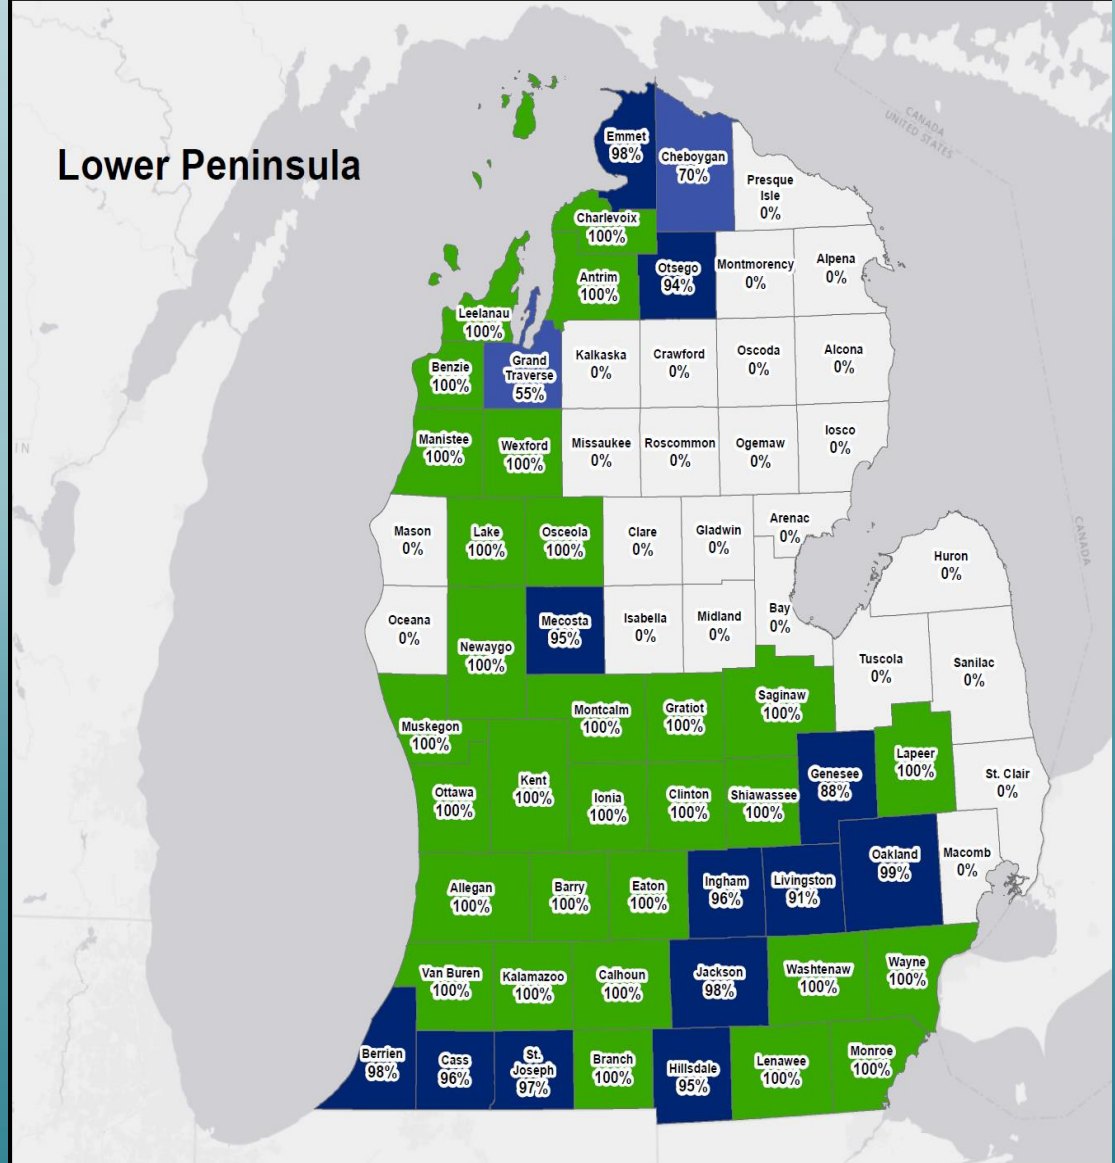 Lower Peninsula
CANADA
UNITED STATES
Emmet
98%
Cheboygan
70%
Presque
Isle
0%
Charlevoix
100%
Antrim
100%
Otsego
94%
Montmorency
0%
Alpena
0%
Leelanau
100%
Benzie
100%
Grand
Traverse
55%
Kalkaska
0%
Crawford
0%
Oscoda
0%
Alcona
0%
Manistee
100%
Wexford
100%
Missaukee
0%
Roscommon
0%
Ogemaw
0%
Iosco
0%
IN
Mason
0%
Lake
100%
Osceola
100%
Clare
0%
Gladwin
0%
Arenac
0%
Huron
0%
CANADA
Oceana
0%
Newaygo
100%
Mecosta
95%
Isabella
0%
Midland
0%
Bay
0%
Tuscola
0%
Sanilac
0%
Muskegon
100%
Montcalm
100%
Gratiot
100%
Saginaw
100%
Ottawa
100%
Kent
100%
Ionia
100%
Clinton
100%
Shiawassee
100%
Genesee
88%
Lapeer
100%
St. Clair
0%
Allegan
100%
Barry
100%
Eaton
100%
Ingham
96%
Livingston
91%
Oakland
99%
Macomb
0%
Van Buren
100%
Kalamazoo
100%
Calhoun
100%
Jackson
98%
Washtenaw
100%
Wayne
100%
Berrien
98%
Cass
96%
St.
Joseph
97%
Branch
100%
Hillsdale
95%
Lenawee
100%
Monroe
100%